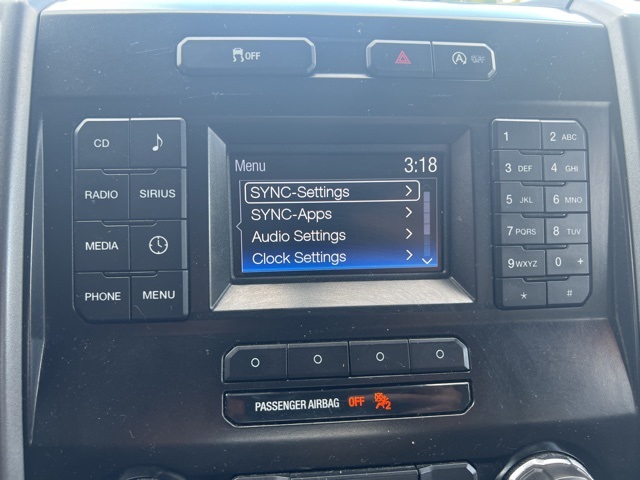 OFF
OFF
CD
RADIO SIRIUS
MEDIA
PHONE MENU
Menu 3:18
SYNC-Settings >
SYNC-Apps >
Audio Settings >
Clock Settings >
1 2 ABC
3 DEF 4 GHI
5 JKL 6 MNO
7 PQRS 8 TUV
9 WXYZ 0 +
* #
PASSENGER AIRBAG OFF 2